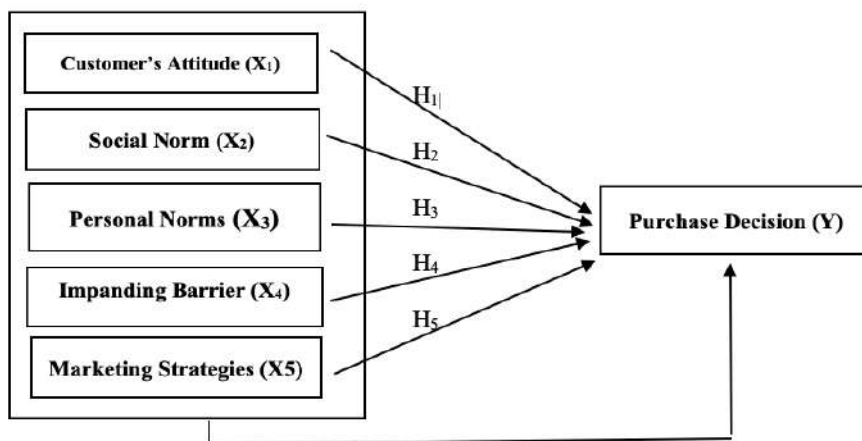 Customer's Attitude (X₁)
H₁|
Social Norm (X₂)
H₂
Personal Norms (X₃)
H₃
Purchase Decision (Y)
Impanding Barrier (X₄)
H₄
H₅
Marketing Strategies (X5)